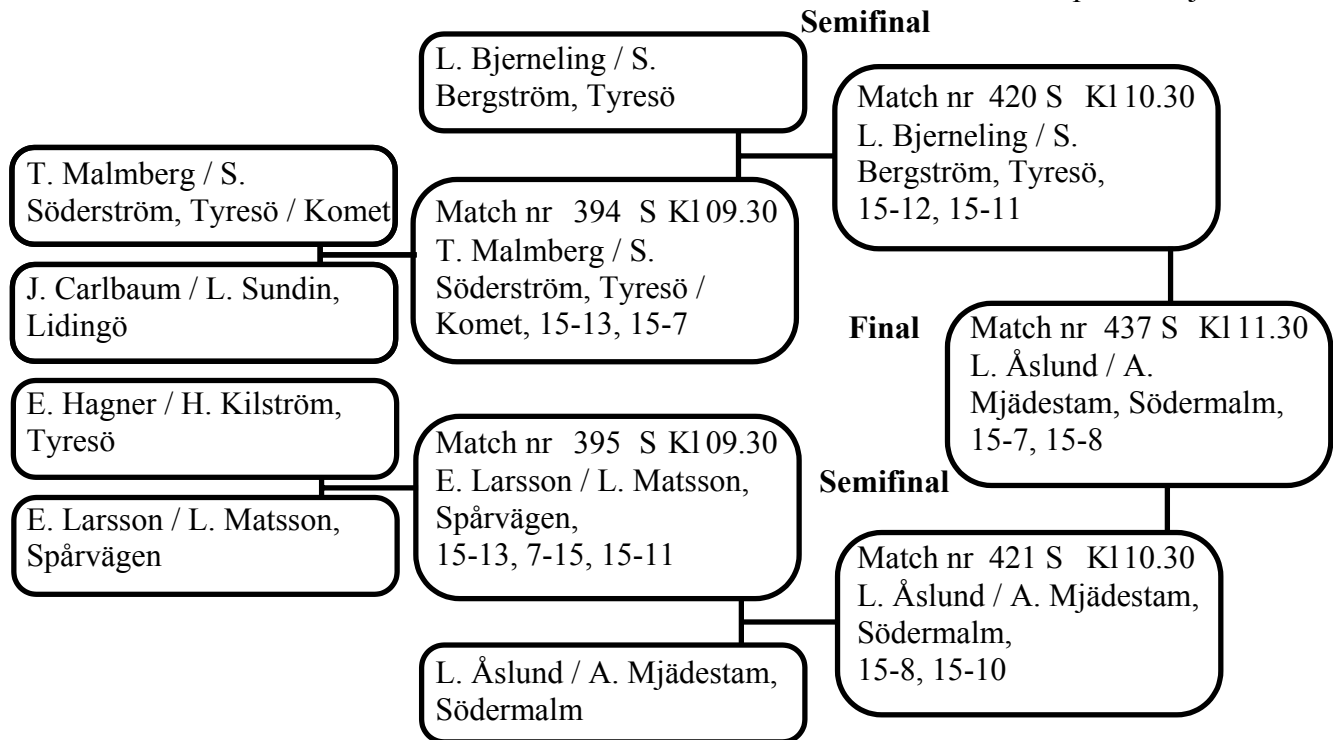 Semifinal
L. Bjerneling / S.
Bergström, Tyresö
Match nr 420 S Kl 10.30
L. Bjerneling / S.
Bergström, Tyresö,
15-12, 15-11
T. Malmberg / S.
Söderström, Tyresö / Komet
Match nr 394 S Kl 09.30
T. Malmberg / S.
Söderström, Tyresö /
Komet, 15-13, 15-7
J. Carlbaum / L. Sundin,
Lidingö
Final
Match nr 437 S Kl 11.30
L. Åslund / A.
Mjädestam, Södermalm,
15-7, 15-8
E. Hagner / H. Kilström,
Tyresö
Match nr 395 S Kl 09.30
E. Larsson / L. Matsson,
Spårvägen,
15-13, 7-15, 15-11
E. Larsson / L. Matsson,
Spårvägen
Semifinal
Match nr 421 S Kl 10.30
L. Åslund / A. Mjädestam,
Södermalm,
15-8, 15-10
L. Åslund / A. Mjädestam,
Södermalm